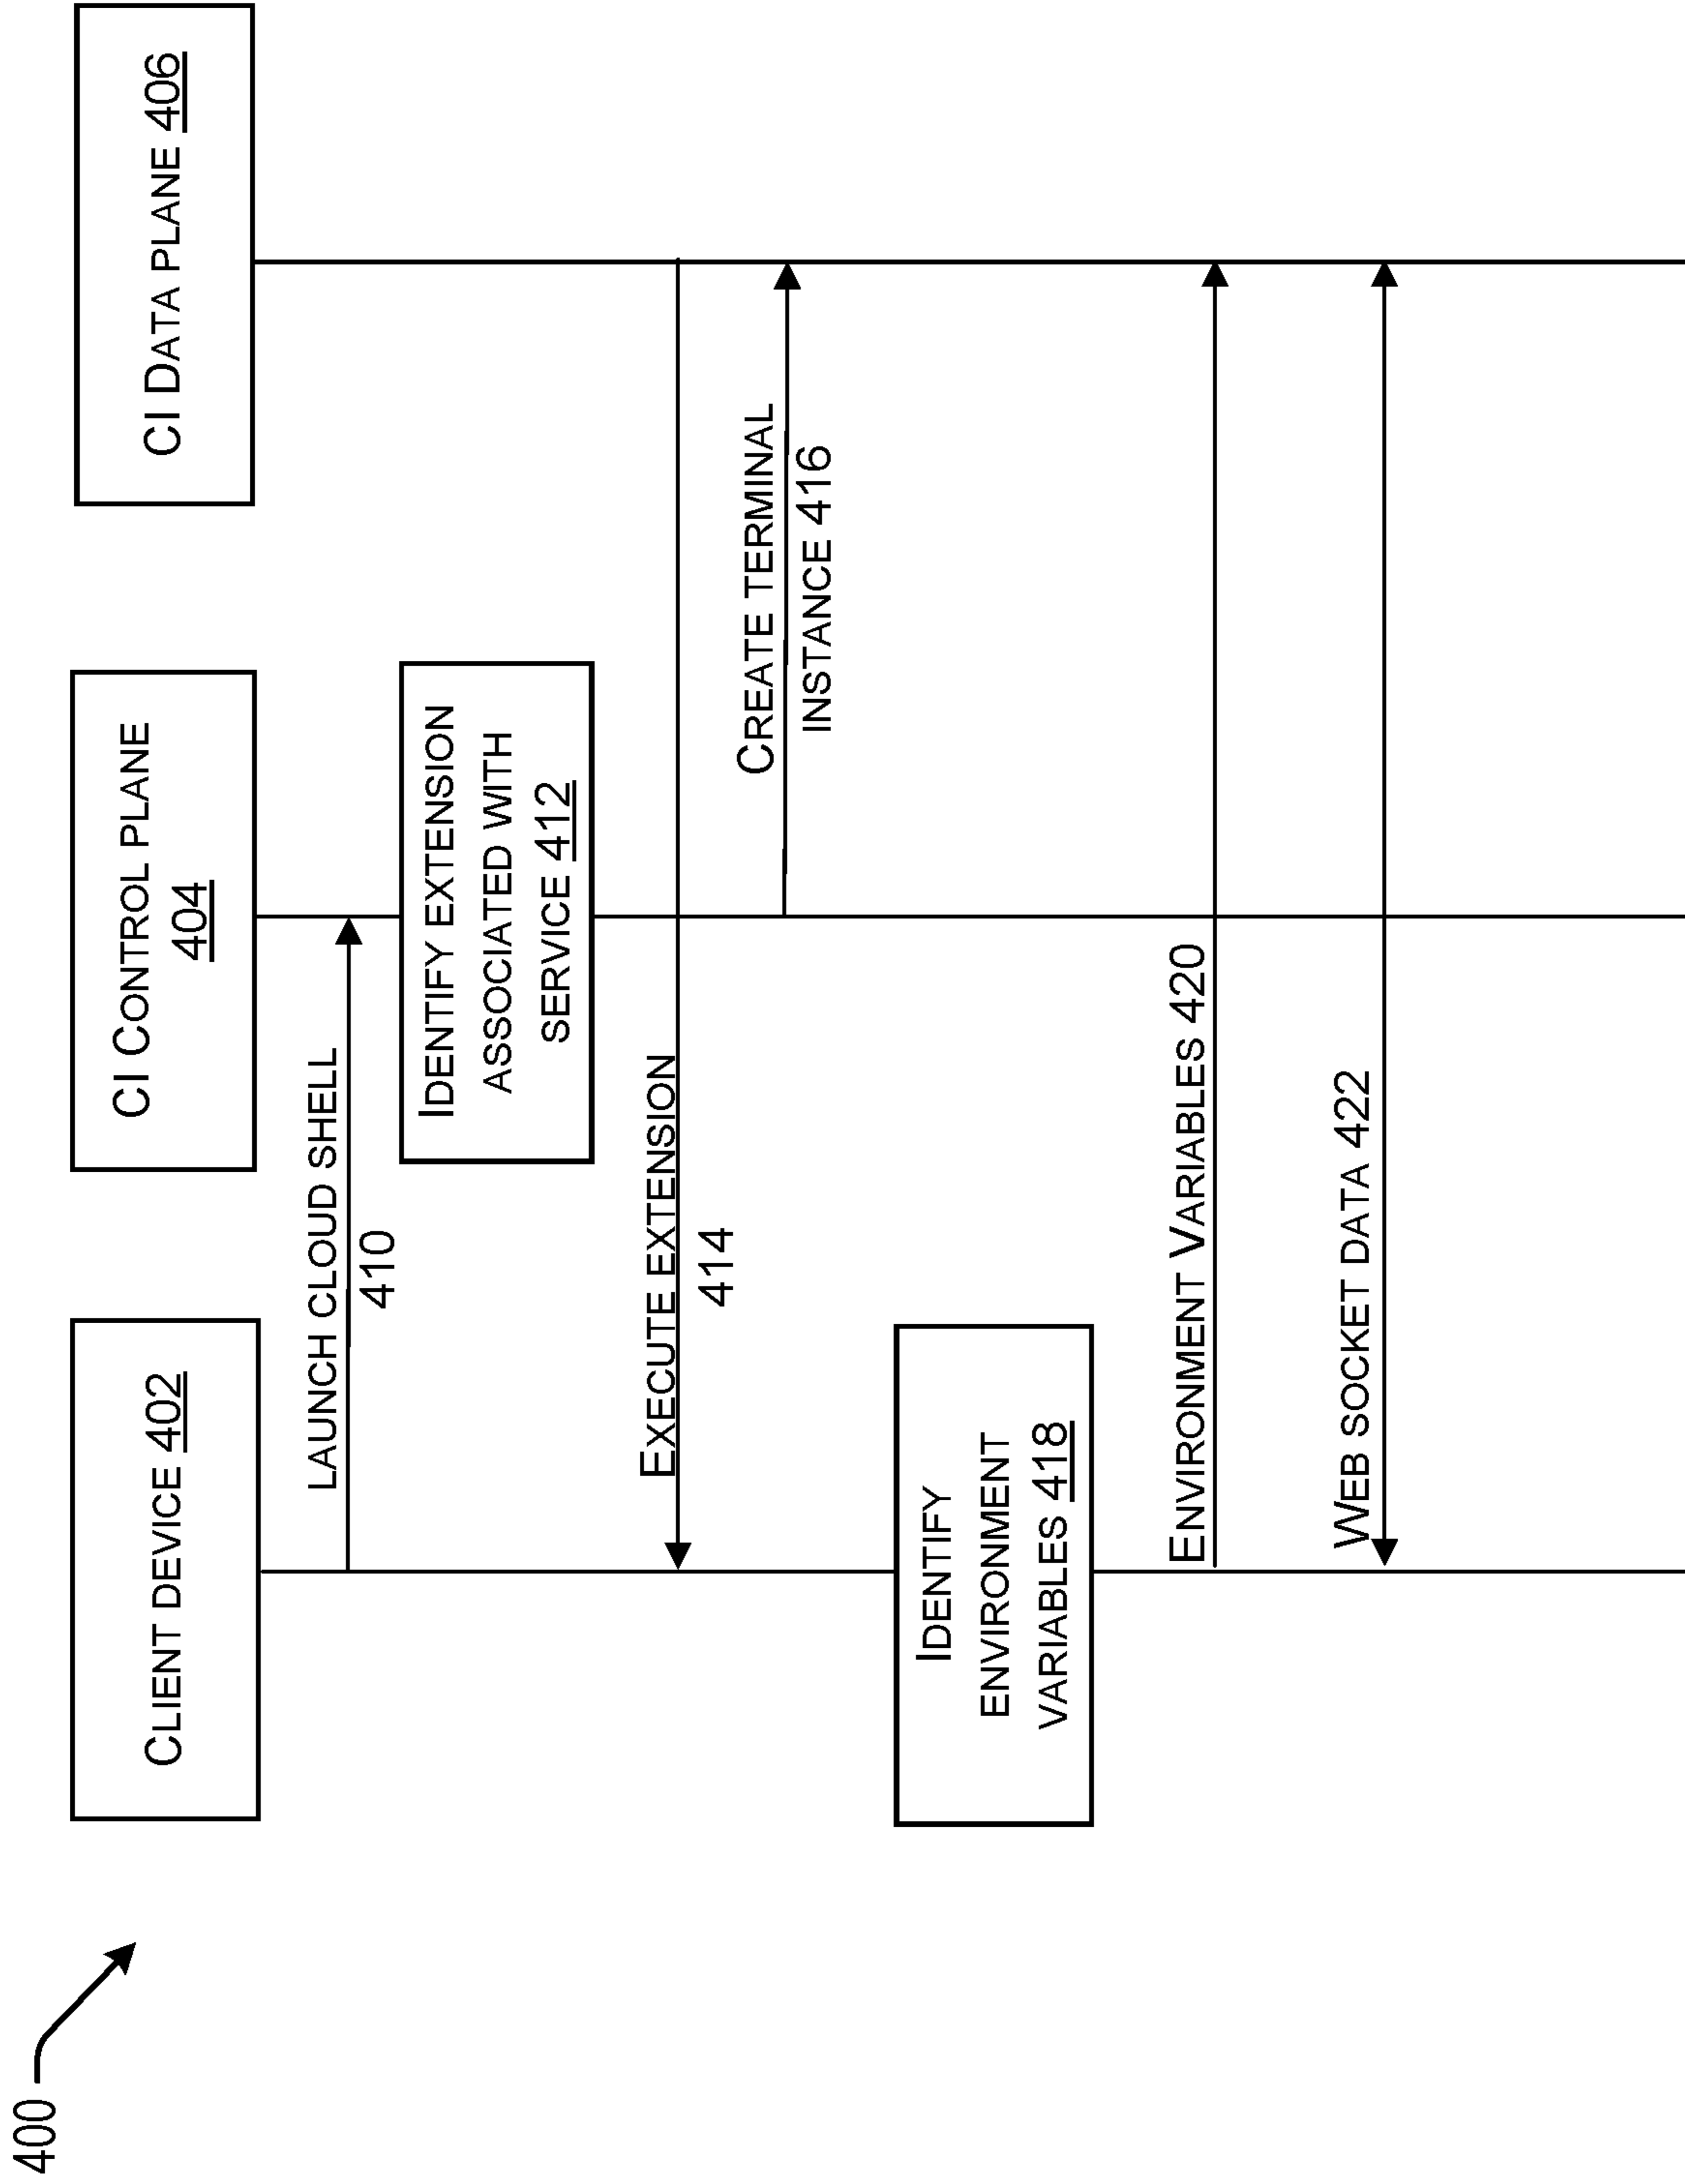 400
CLIENT DEVICE 402
CI CONTROL PLANE
404
CI DATA PLANE 406
LAUNCH CLOUD SHELL
410
IDENTIFY EXTENSION
ASSOCIATED WITH
SERVICE 412
EXECUTE EXTENSION
414
CREATE TERMINAL
INSTANCE 416
IDENTIFY
ENVIRONMENT
VARIABLES 418
ENVIRONMENT VARIABLES 420
WEB SOCKET DATA 422